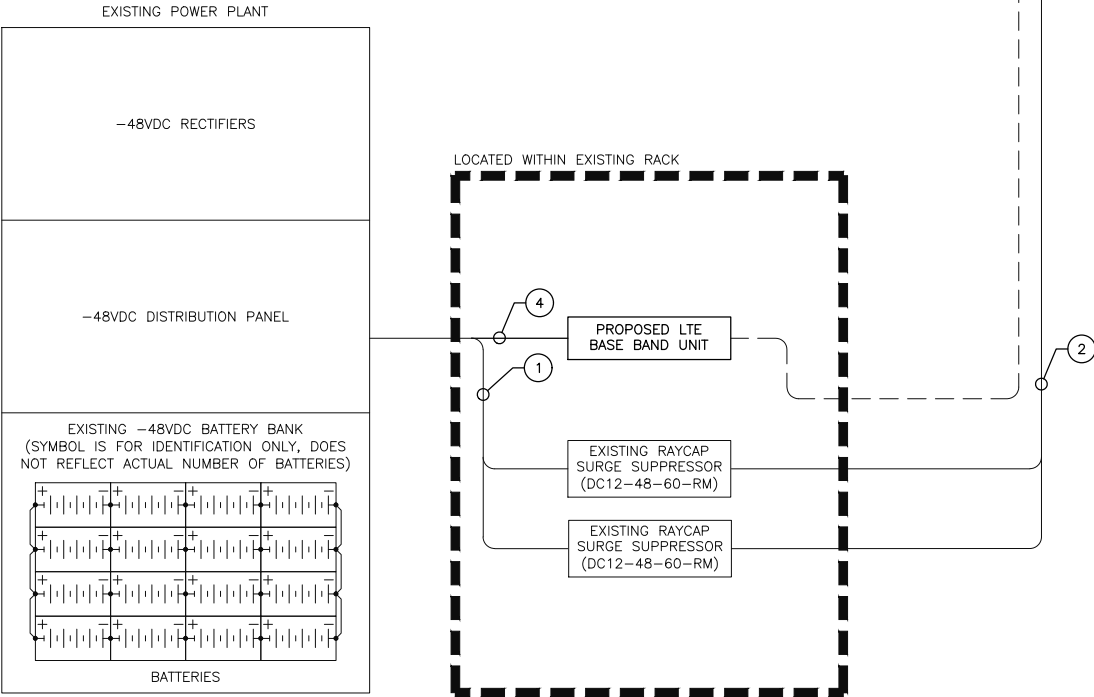 EXISTING POWER PLANT
−48VDC RECTIFIERS
LOCATED WITHIN EXISTING RACK
−48VDC DISTRIBUTION PANEL
4
PROPOSED LTE
BASE BAND UNIT
1
2
EXISTING −48VDC BATTERY BANK
(SYMBOL IS FOR IDENTIFICATION ONLY, DOES
NOT REFLECT ACTUAL NUMBER OF BATTERIES)
EXISTING RAYCAP
SURGE SUPPRESSOR
(DC12−48−60−RM)
EXISTING RAYCAP
SURGE SUPPRESSOR
(DC12−48−60−RM)
+ − + − + − + −
+ − + − + − + −
+ − + − + − + −
+ − + − + − + −
BATTERIES